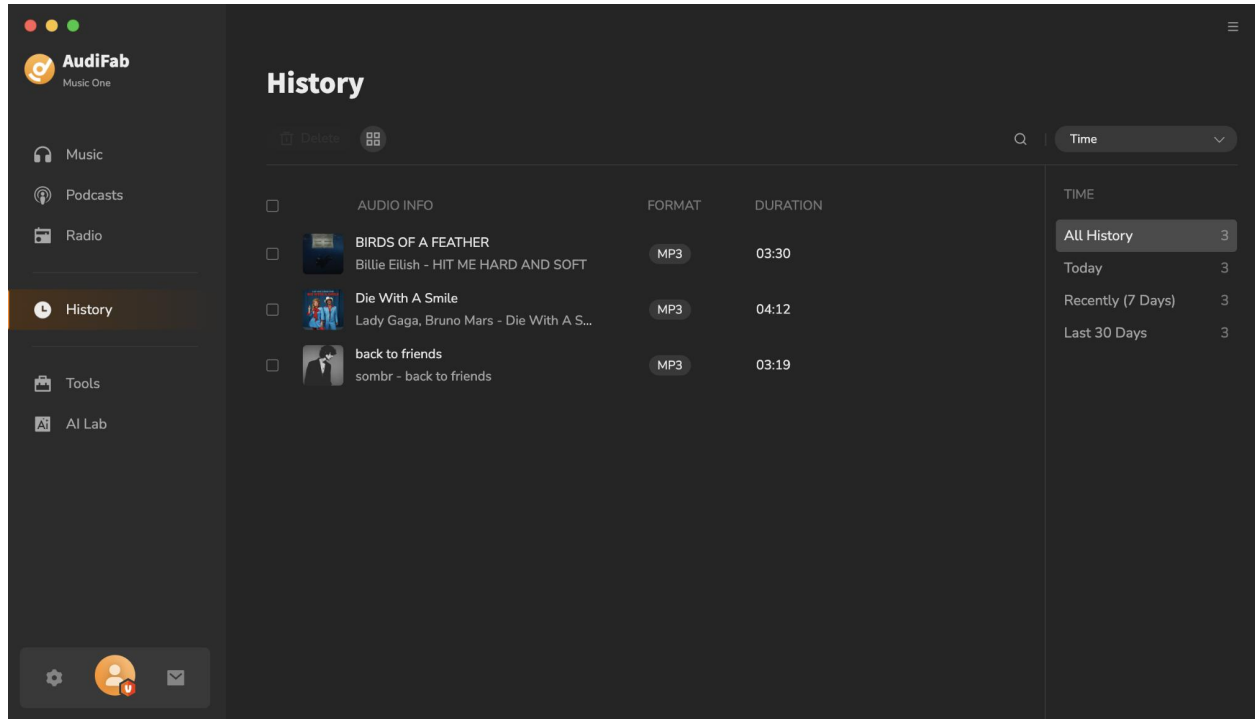 AudiFab
Music One
Music
Podcasts
Radio
History
Tools
AI Lab
History
Delete
Time
AUDIO INFO
FORMAT
DURATION
BIRDS OF A FEATHER
Billie Eilish - HIT ME HARD AND SOFT
MP3
03:30
Die With A Smile
Lady Gaga, Bruno Mars - Die With A S...
MP3
04:12
back to friends
sombr - back to friends
MP3
03:19
TIME
All History 3
Today 3
Recently (7 Days) 3
Last 30 Days 3